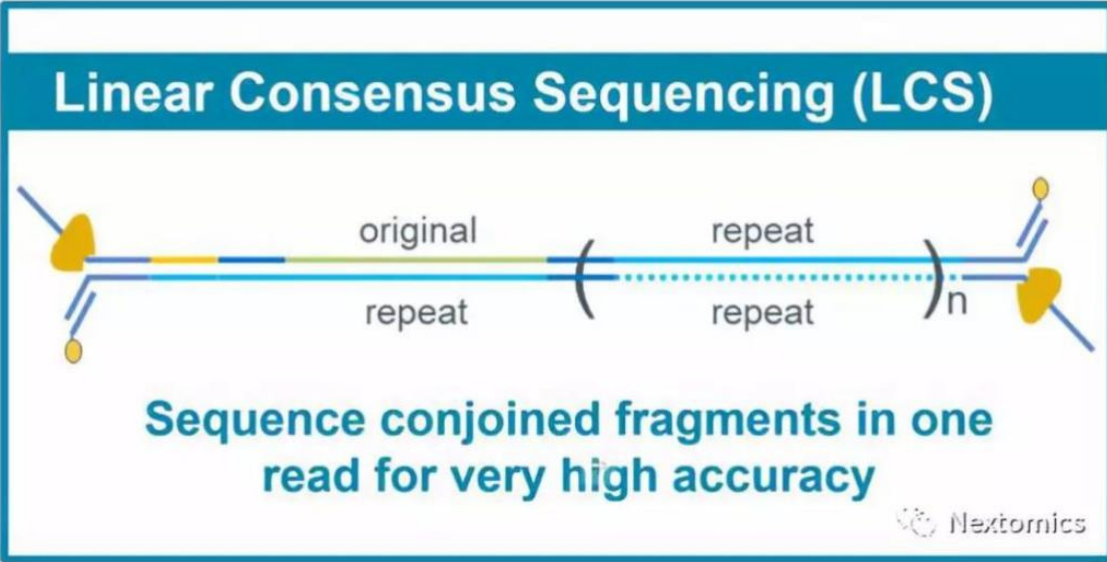 Linear Consensus Sequencing (LCS)
original
repeat
repeat
repeat
( )n
Sequence conjoined fragments in one
read for very high accuracy
Nextomics